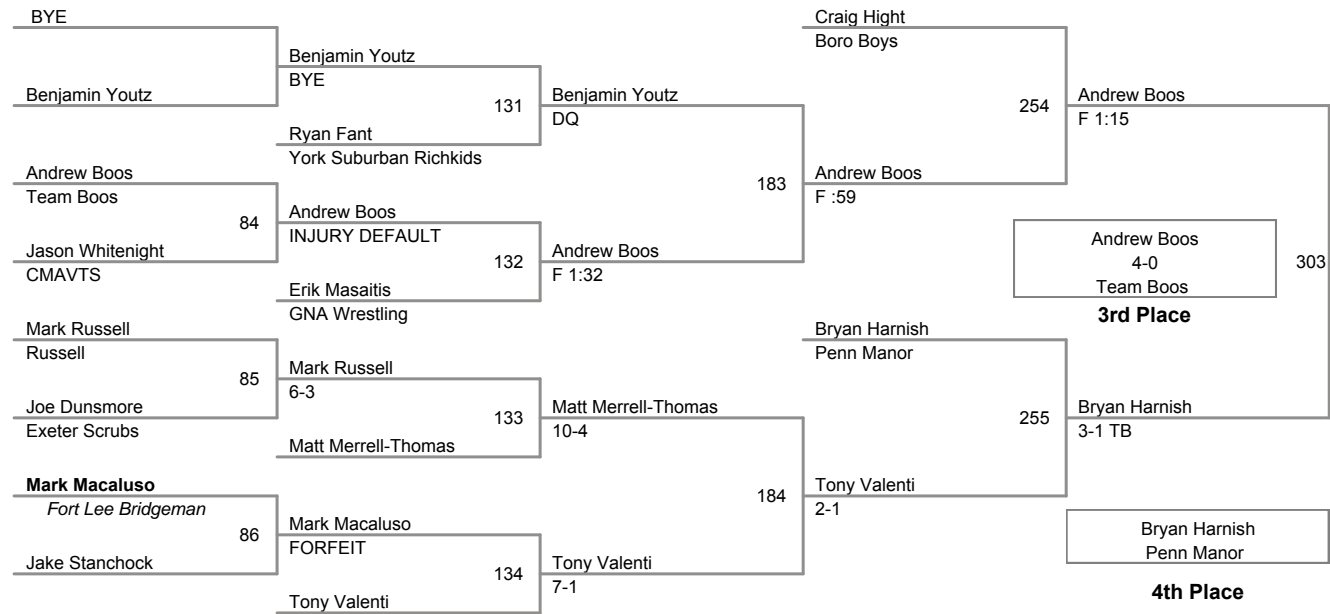 BYE
Benjamin Youtz
Andrew Boos
Team Boos
84
Jason Whitenight
CMAVTS
Mark Russell
Russell
85
Joe Dunsmore
Exeter Scrubs
Mark Macaluso
Fort Lee Bridgeman
86
Jake Stanchock
Benjamin Youtz
BYE
131
Ryan Fant
York Suburban Richkids
Andrew Boos
INJURY DEFAULT
132
Erik Masaitis
GNA Wrestling
Mark Russell
6-3
133
Matt Merrell-Thomas
Mark Macaluso
FORFEIT
134
Tony Valenti
Benjamin Youtz
DQ
183
Andrew Boos
F 1:32
Matt Merrell-Thomas
10-4
184
Tony Valenti
7-1
Craig Hight
Boro Boys
254
Andrew Boos
F :59
Bryan Harnish
Penn Manor
255
Tony Valenti
2-1
Andrew Boos
F 1:15
303
Bryan Harnish
3-1 TB
Andrew Boos
4-0
Team Boos
3rd Place
Bryan Harnish
Penn Manor
4th Place